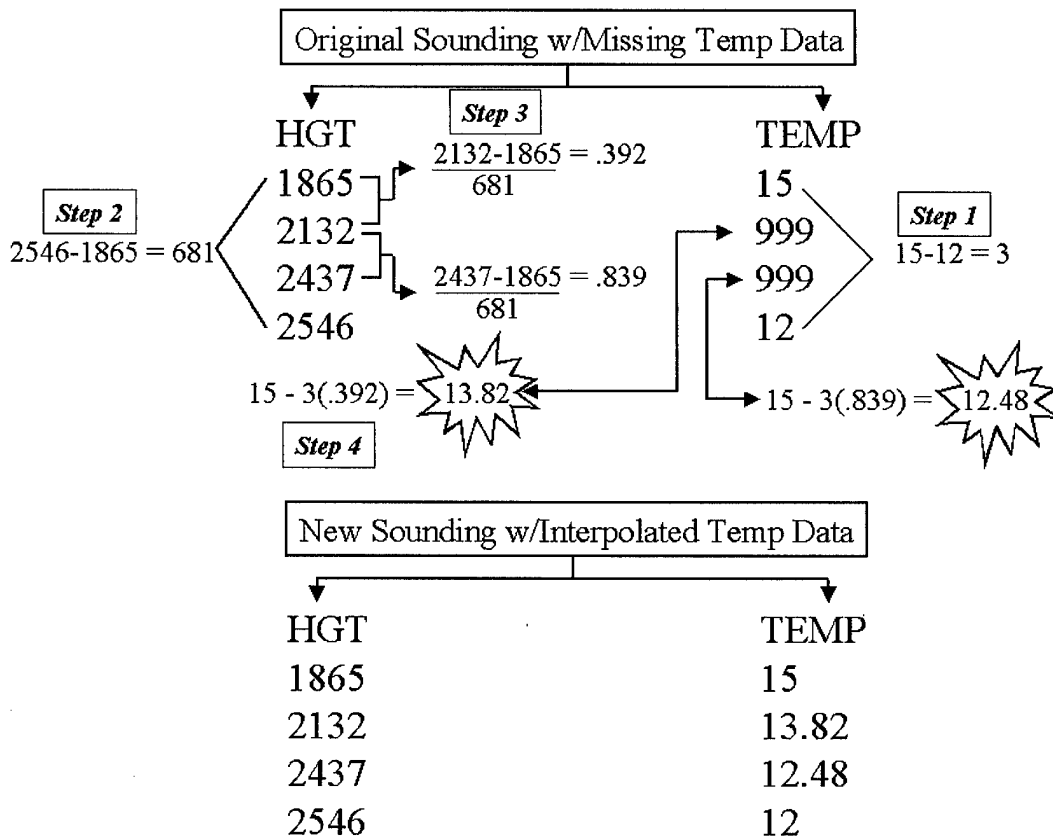 Original Sounding w/Missing Temp Data
HGT
1865
2132
2437
2546
Step 2
2546-1865 = 681
Step 3
2132-1865 = .392
681
2437-1865 = .839
681
TEMP
15
999
999
12
Step 1
15-12 = 3
15 - 3(.392) = 13.82
Step 4
15 - 3(.839) = 12.48
New Sounding w/Interpolated Temp Data
HGT TEMP
1865 15
2132 13.82
2437 12.48
2546 12